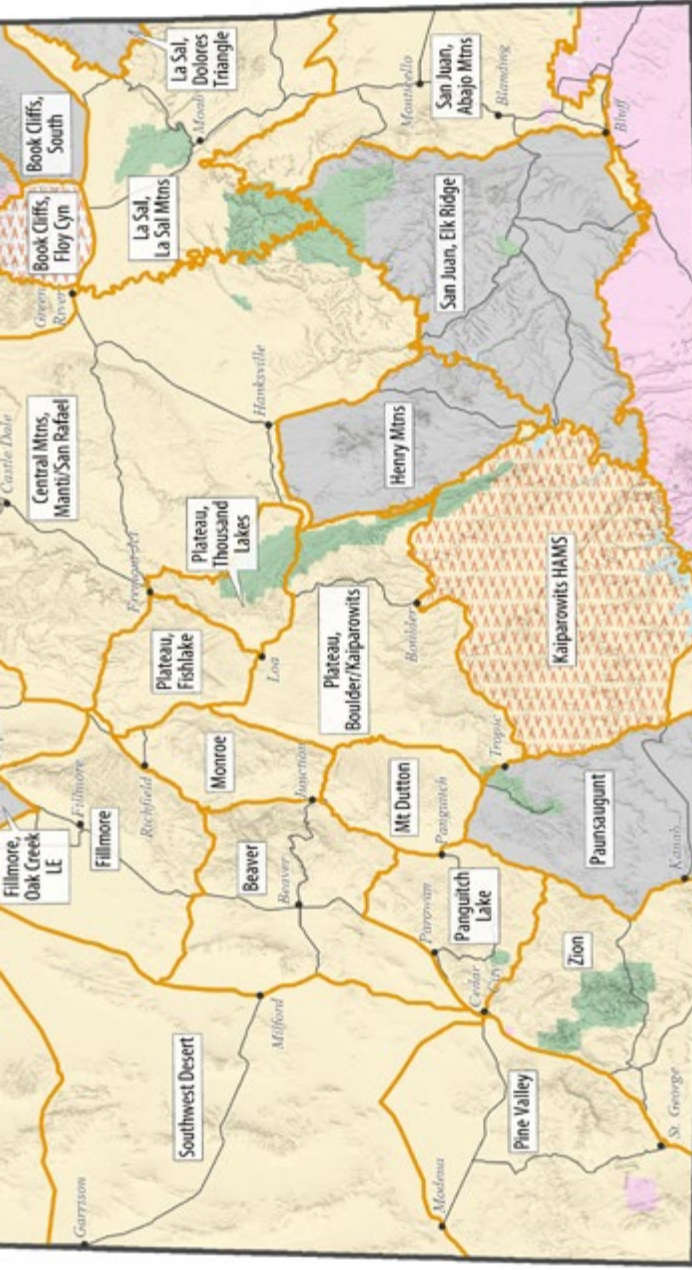 Fillmore,
Oak Creek
LE
Fillmore
Fillmore
Richfield
Garrison
Southwest Desert
Milford
Beaver
Beaver
Monroe
Junction
Castle Dale
Central Mtns,
Manti/San Rafael
Fremont Jct
Plateau,
Fishlake
Loa
Plateau,
Thousand
Lakes
Hanksville
Green
River
Book Cliffs,
Floy Cyn
Book Cliffs,
South
La Sal,
La Sal Mtns
Moab
La Sal,
Dolores
Triangle
Modena
Pine Valley
St. George
Cedar
City
Parowan
Panguitch
Lake
Panguitch
Mt Dutton
Zion
Plateau,
Boulder/Kaiparowits
Boulder
Tropic
Paunsaugunt
Kanab
Kaiparowits HAMS
Henry Mtns
San Juan, Elk Ridge
Monticello
San Juan,
Abajo Mtns
Blanding
Bluff